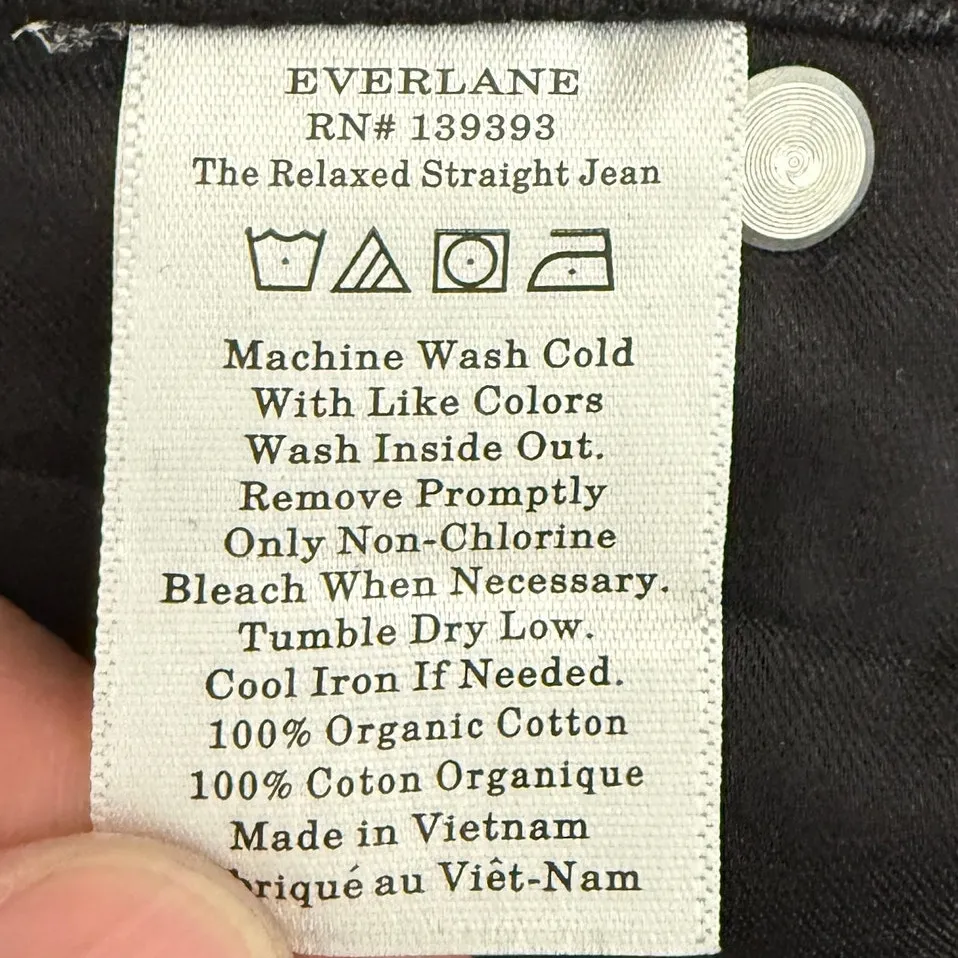 EVERLANE
RN# 139393
The Relaxed Straight Jean
Machine Wash Cold
With Like Colors
Wash Inside Out.
Remove Promptly
Only Non-Chlorine
Bleach When Necessary.
Tumble Dry Low.
Cool Iron If Needed.
100% Organic Cotton
100% Coton Organique
Made in Vietnam
au Viêt-Nam